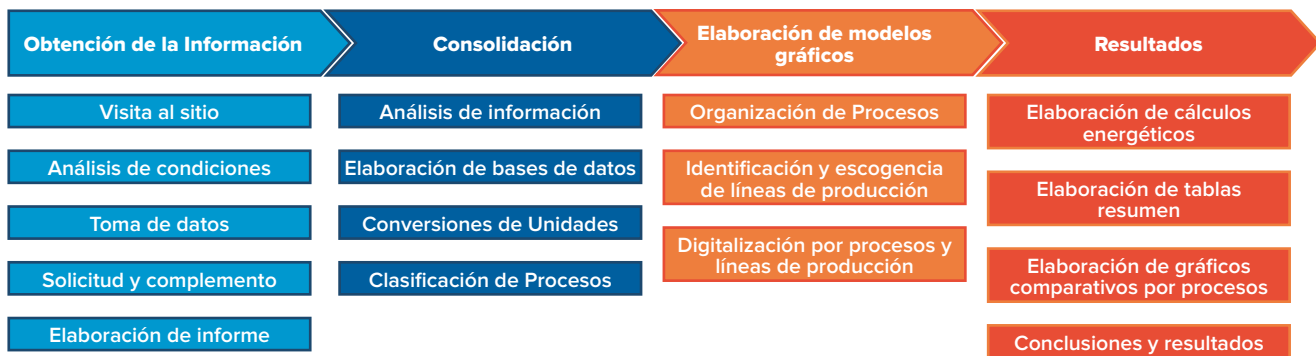 Obtención de la Información
Visita al sitio
Análisis de condiciones
Toma de datos
Solicitud y complemento
Elaboración de informe
Consolidación
Análisis de información
Elaboración de bases de datos
Conversiones de Unidades
Clasificación de Procesos
Elaboración de modelos
gráficos
Organización de Procesos
Identificación y escogencia
de líneas de producción
Digitalización por procesos y
líneas de producción
Resultados
Elaboración de cálculos
energéticos
Elaboración de tablas
resumen
Elaboración de gráficos
comparativos por procesos
Conclusiones y resultados